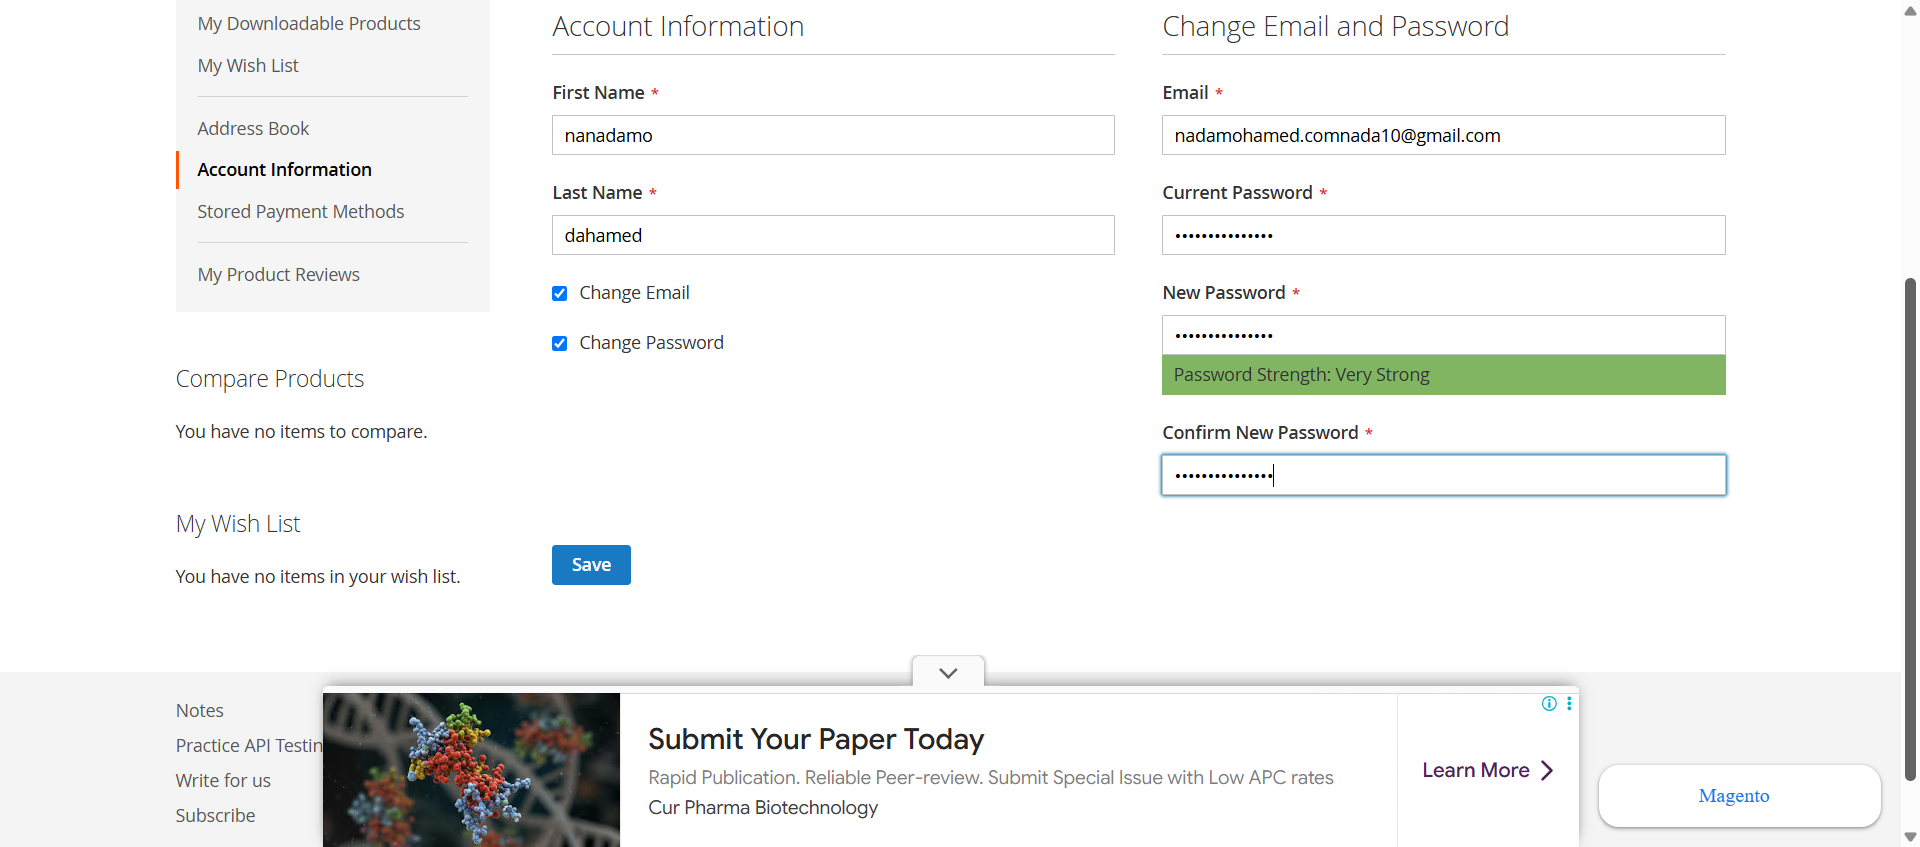 My Downloadable Products
My Wish List
Address Book
Account Information
Stored Payment Methods
My Product Reviews
Compare Products
You have no items to compare.
My Wish List
You have no items in your wish list.
Account Information
First Name *
nanadamo
Last Name *
dahamed
Change Email
Change Password
Save
Change Email and Password
Email *
nadamohamed.comnada10@gmail.com
Current Password *
•••••••••••••••
New Password *
•••••••••••••••
Password Strength: Very Strong
Confirm New Password *
•••••••••••••••
Notes
Practice API Testin
Write for us
Subscribe
Submit Your Paper Today
Rapid Publication. Reliable Peer-review. Submit Special Issue with Low APC rates
Cur Pharma Biotechnology
Learn More
Magento